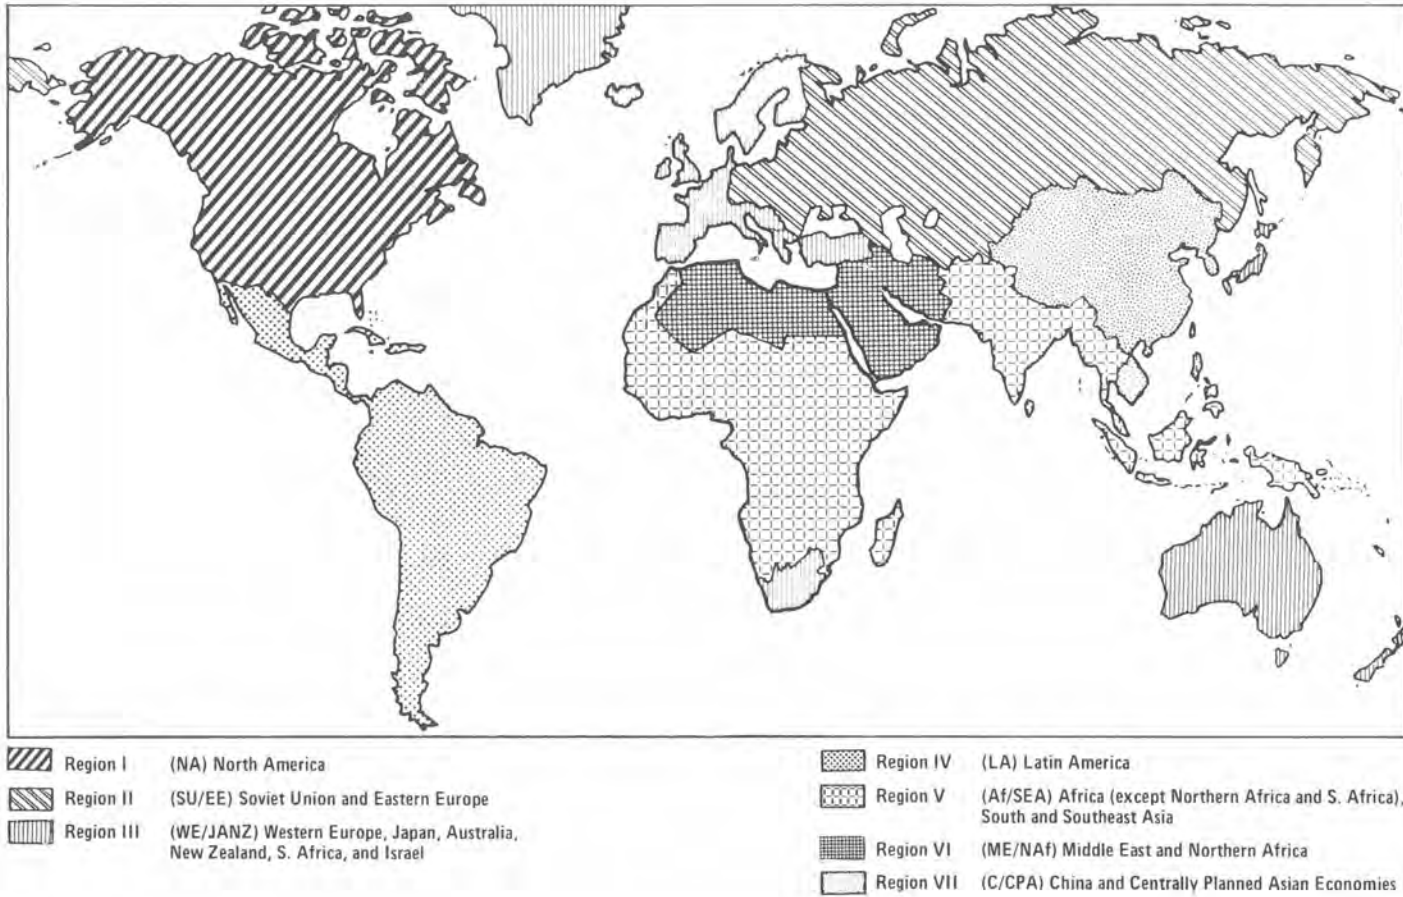 Region I (NA) North America
Region II (SU/EE) Soviet Union and Eastern Europe
Region III (WE/JANZ) Western Europe, Japan, Australia,
New Zealand, S. Africa, and Israel
Region IV (LA) Latin America
Region V (Af/SEA) Africa (except Northern Africa and S. Africa),
South and Southeast Asia
Region VI (ME/NAf) Middle East and Northern Africa
Region VII (C/CPA) China and Centrally Planned Asian Economies